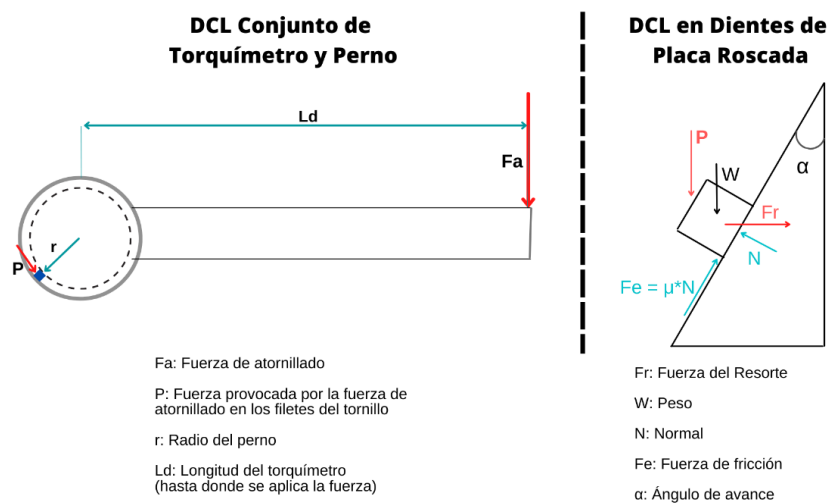 DCL Conjunto de
Torquímetro y Perno
Ld
Fa
r
P
Fa: Fuerza de atornillado
P: Fuerza provocada por la fuerza de
atornillado en los filetes del tornillo
r: Radio del perno
Ld: Longitud del torquímetro
(hasta donde se aplica la fuerza)
DCL en Dientes de
Placa Roscada
P
W
α
Fr
N
Fe = μ*N
Fr: Fuerza del Resorte
W: Peso
N: Normal
Fe: Fuerza de fricción
α: Ángulo de avance